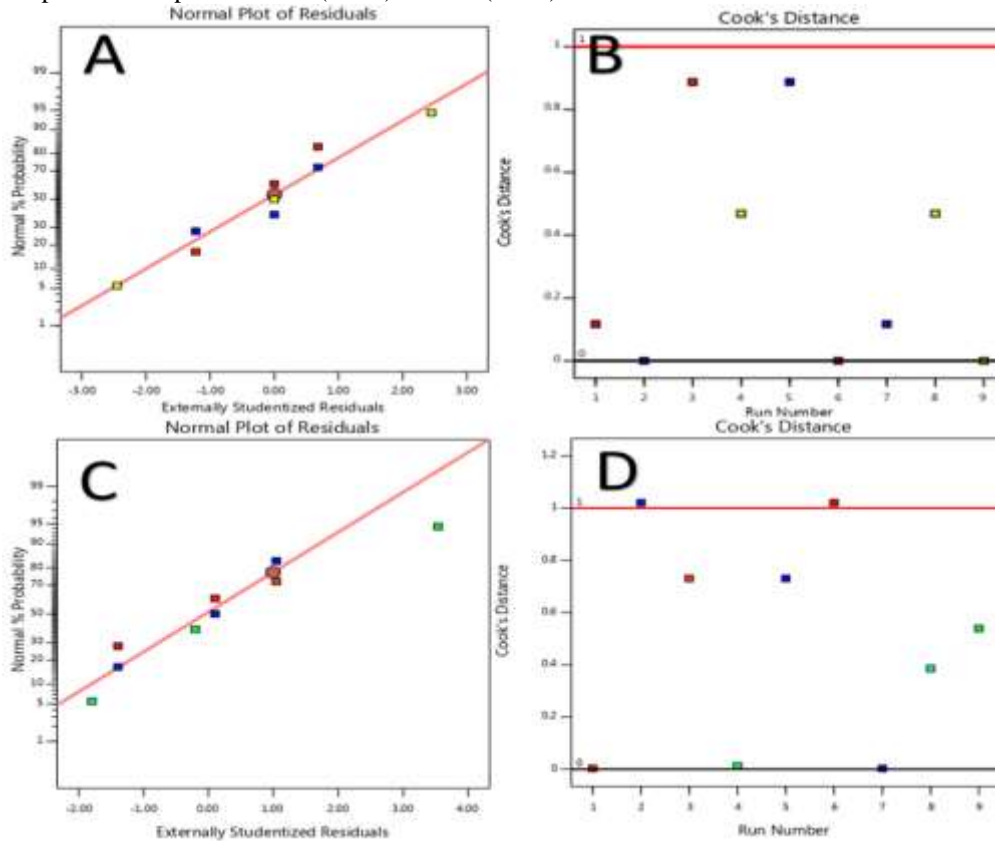 Normal Plot of Residuals
Cook's Distance
A
B
Normal % Probability
99
95
90
80
70
50
30
20
10
5
1
-3.00 -2.00 -1.00 0.00 1.00 2.00 3.00
Externally Studentized Residuals
Cook's Distance
1
0.8
0.6
0.4
0.2
0
1
0
1 2 3 4 5 6 7 8 9
Run Number
Normal Plot of Residuals
Cook's Distance
C
D
Normal % Probability
99
95
90
80
70
50
30
20
10
5
1
-2.00 -1.00 0.00 1.00 2.00 3.00 4.00
Externally Studentized Residuals
Cook's Distance
1.2
1
0.8
0.6
0.4
0.2
0
1
0
1 2 3 4 5 6 7 8 9
Run Number